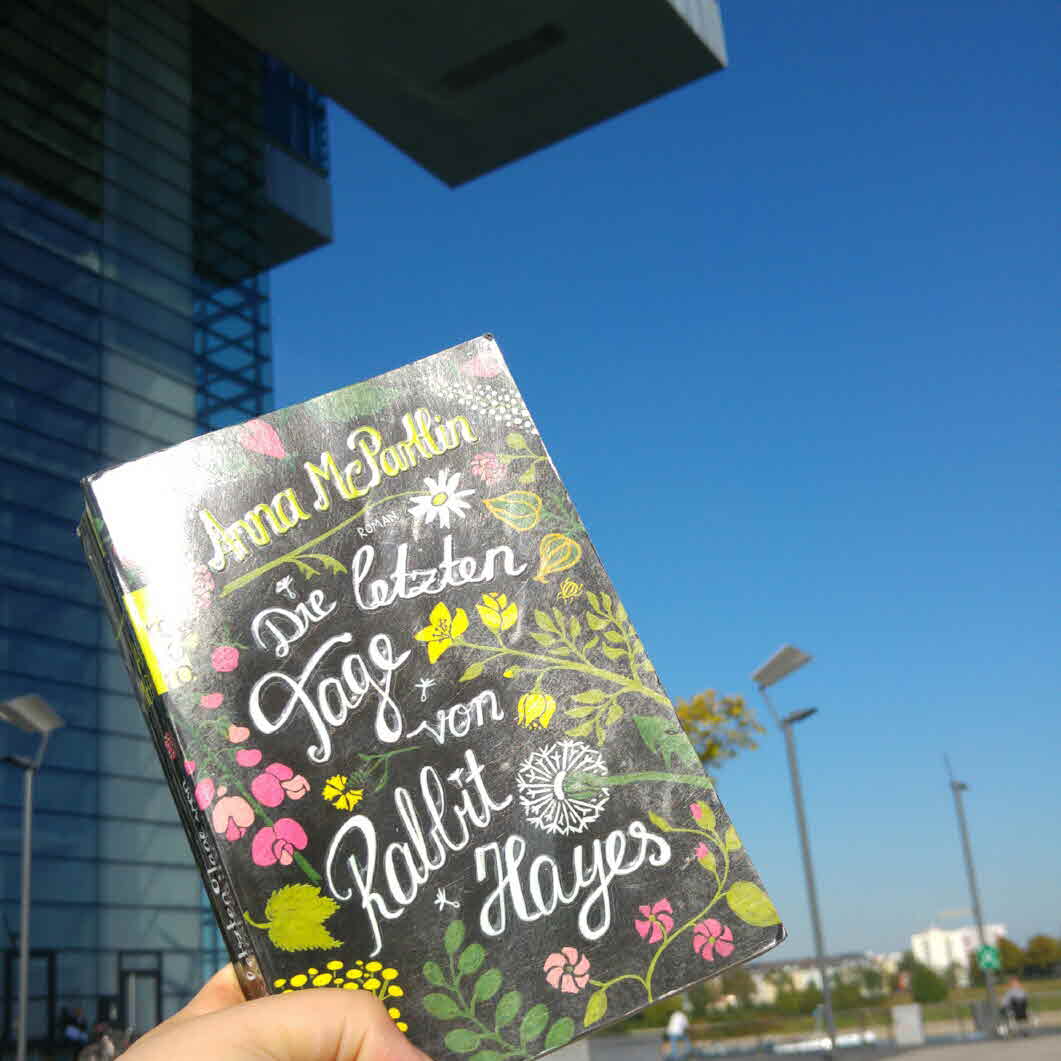 Anna McPartlin
ROMAN
Die letzten
Tage
von
Rabbit
Hayes